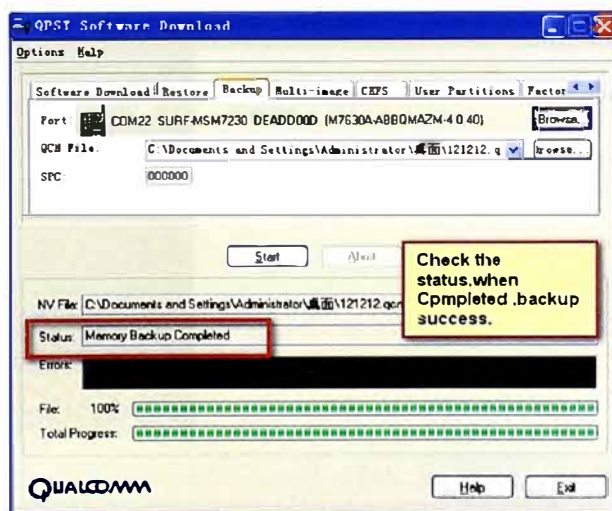 QPST Software Download
Options Help
Software Download Restore Backup Multi-image CEFS User Partitions Factor
Port: COM22 SURF-MSM7230 DEADD00D (M7630A-ABBQMAZM-4.0.40) Browse...
QCN File: C:\Documents and Settings\Administrator\桌面\121212.q rowse...
SPC: 000000
Start Abort
Check the
status,when
Cpmpleted ,backup
success.
NV File: C:\Documents and Settings\Administrator\桌面\121212.qcn
Status: Memory Backup Completed
Errors:
File: 100%
Total Progress:
QUALCOMM Help Exit